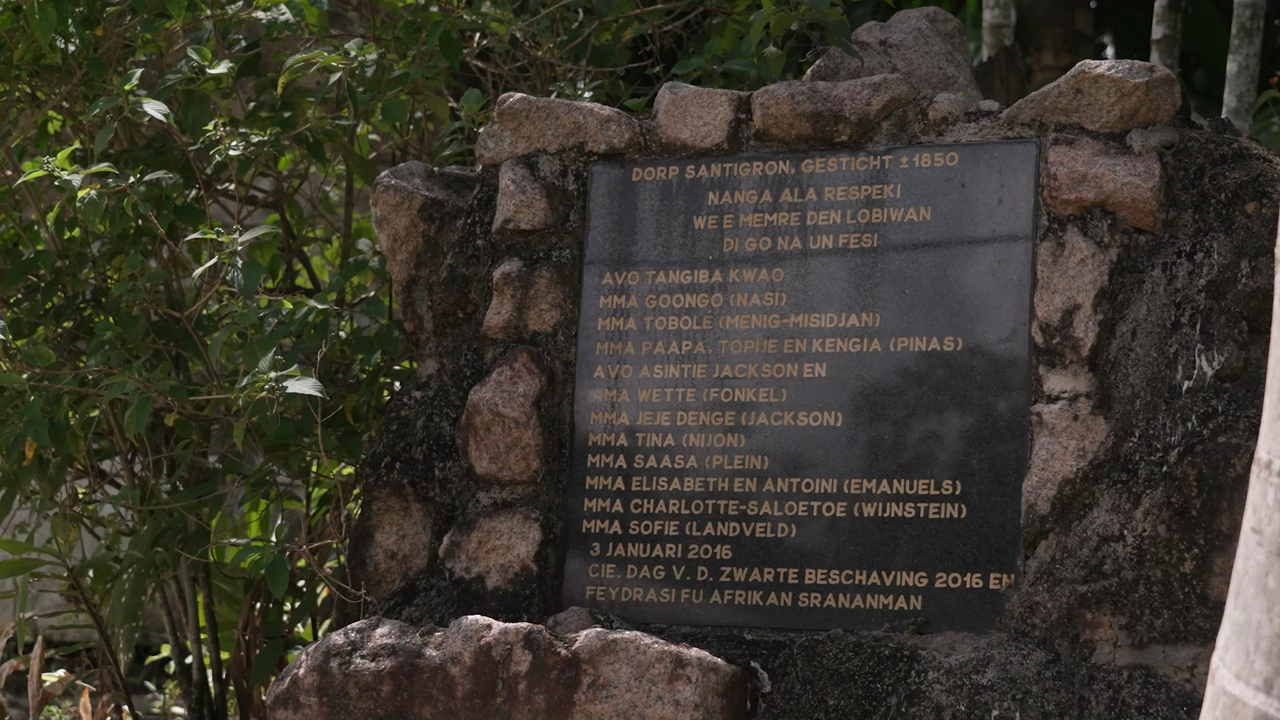 DORP SANTIGRON, GESTICHT ±1850
NANGA ALA RESPEKI
WE E MEMRE DEN LOBIWAN
DI GO NA UN FESI
AVO TANGIBA KWAO
MMA GOONGO (NASI)
MMA TOBOLE (MENIG-MISIDJAN)
MMA PAAPA, TOPIJE EN KENGIA (PINAS)
AVO ASINTIE JACKSON EN
MMA WETTE (FONKEL)
MMA JEJE DENGE (JACKSON)
MMA TINA (NIJON)
MMA SAASA (PLEIN)
MMA ELISABETH EN ANTOINI (EMANUELS)
MMA CHARLOTTE-SALOETOE (WIJNSTEIN)
MMA SOFIE (LANDVELD)
3 JANUARI 2016
CIE. DAG V. D. ZWARTE BESCHAVING 2016 EN
FEYDRASI FU AFRIKAN SRANANMAN